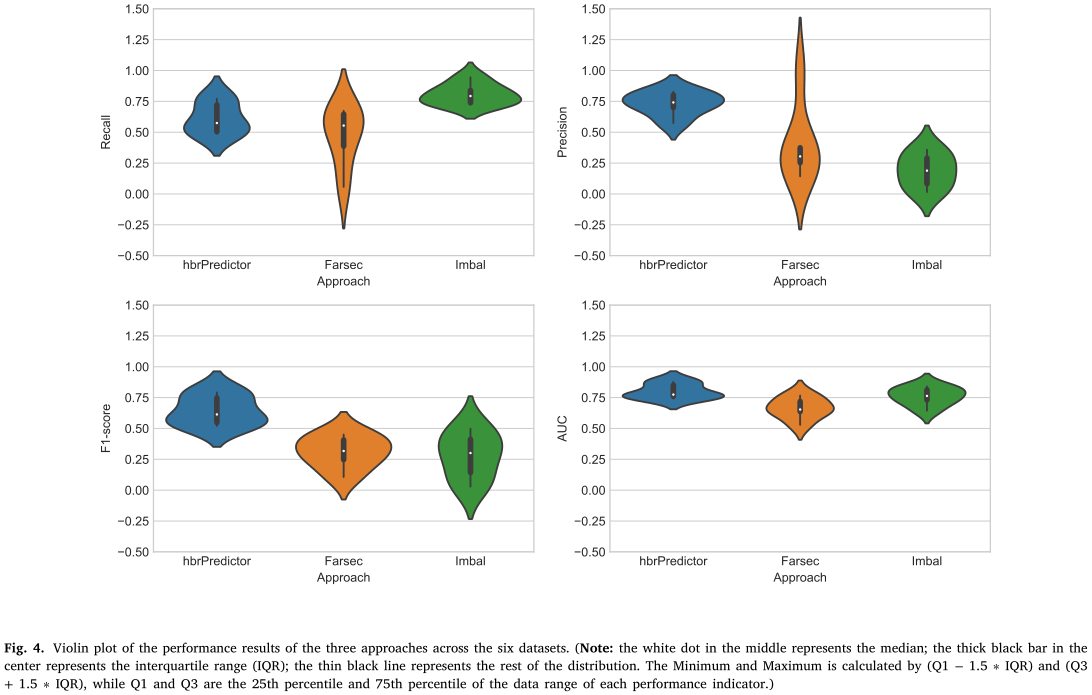 1.50
1.25
1.00
0.75
0.50
0.25
0.00
−0.25
−0.50
Recall
hbrPredictor Farsec Imbal
Approach
1.50
1.25
1.00
0.75
0.50
0.25
0.00
−0.25
−0.50
Precision
hbrPredictor Farsec Imbal
Approach
1.50
1.25
1.00
0.75
0.50
0.25
0.00
−0.25
−0.50
F1-score
hbrPredictor Farsec Imbal
Approach
1.50
1.25
1.00
0.75
0.50
0.25
0.00
−0.25
−0.50
AUC
hbrPredictor Farsec Imbal
Approach
Fig. 4. Violin plot of the performance results of the three approaches across the six datasets. (Note: the white dot in the middle represents the median; the thick black bar in the
center represents the interquartile range (IQR); the thin black line represents the rest of the distribution. The Minimum and Maximum is calculated by (Q1 − 1.5 ∗ IQR) and (Q3
+ 1.5 ∗ IQR), while Q1 and Q3 are the 25th percentile and 75th percentile of the data range of each performance indicator.)